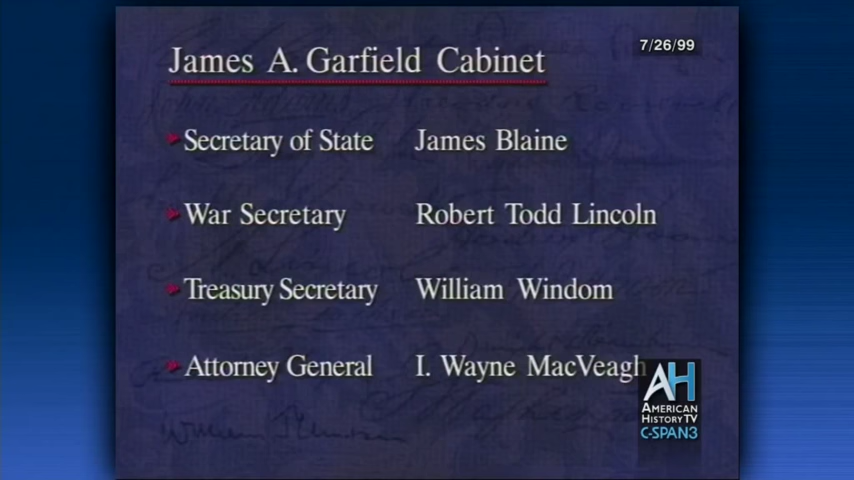 7/26/99
James A. Garfield Cabinet
Secretary of State James Blaine
War Secretary Robert Todd Lincoln
Treasury Secretary William Windom
Attorney General I. Wayne MacVeagh
AH
AMERICAN
HISTORY TV
C-SPAN3